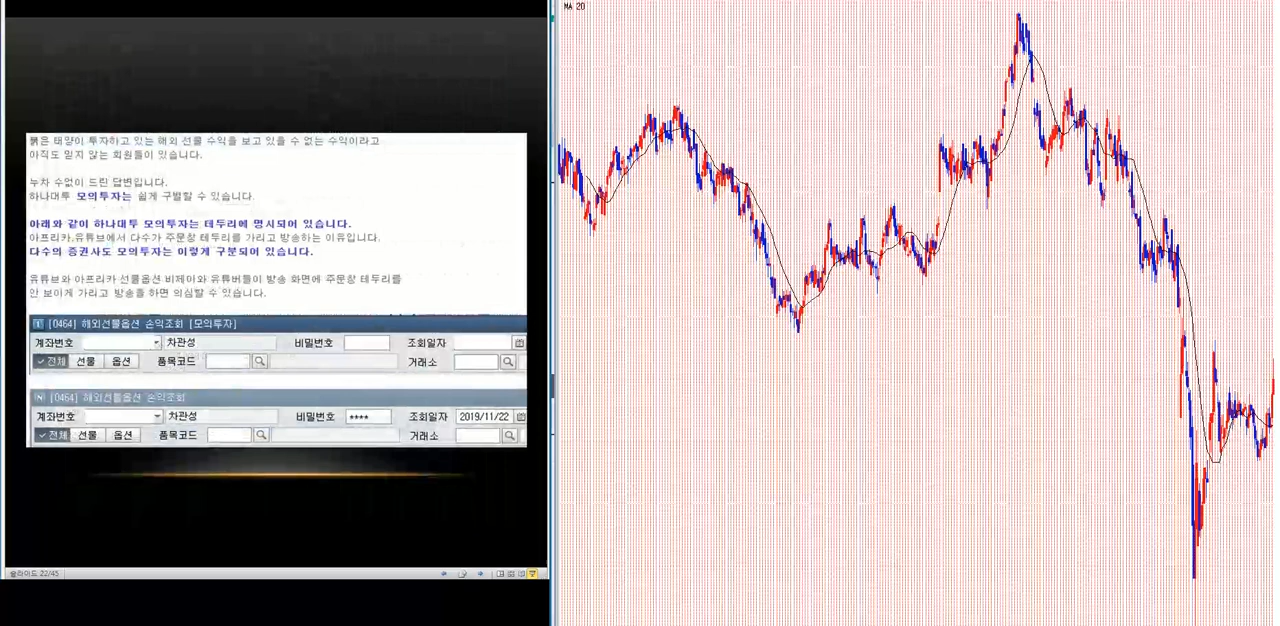 붉은 태양이 투자하고 있는 해외 선물 수익을 보고 있을 수 없는 수익이라고
아직도 믿지 않는 회원들이 있습니다.
누차 수없이 드린 답변입니다.
하나대투 모의투자는 쉽게 구별할 수 있습니다.
아래와 같이 하나대투 모의투자는 테두리에 명시되어 있습니다.
아프리카,유튜브에서 다수가 주문창 테두리를 가리고 방송하는 이유입니다.
다수의 증권사도 모의투자는 이렇게 구분되어 있습니다.
유튜브와 아프리카 선물옵션 비제이와 유튜버들이 방송 화면에 주문창 테두리를
안 보이게 가리고 방송을 하면 의심할 수 있습니다.
[0464] 해외선물옵션 손익조회 [모의투자]
계좌번호 차관성 비밀번호 조회일자
전체 선물 옵션 품목코드 거래소
[0464] 해외선물옵션 손익조회
계좌번호 차관성 비밀번호 **** 조회일자 2019/11/22
전체 선물 옵션 품목코드 거래소
슬라이드 22/45
MA 20